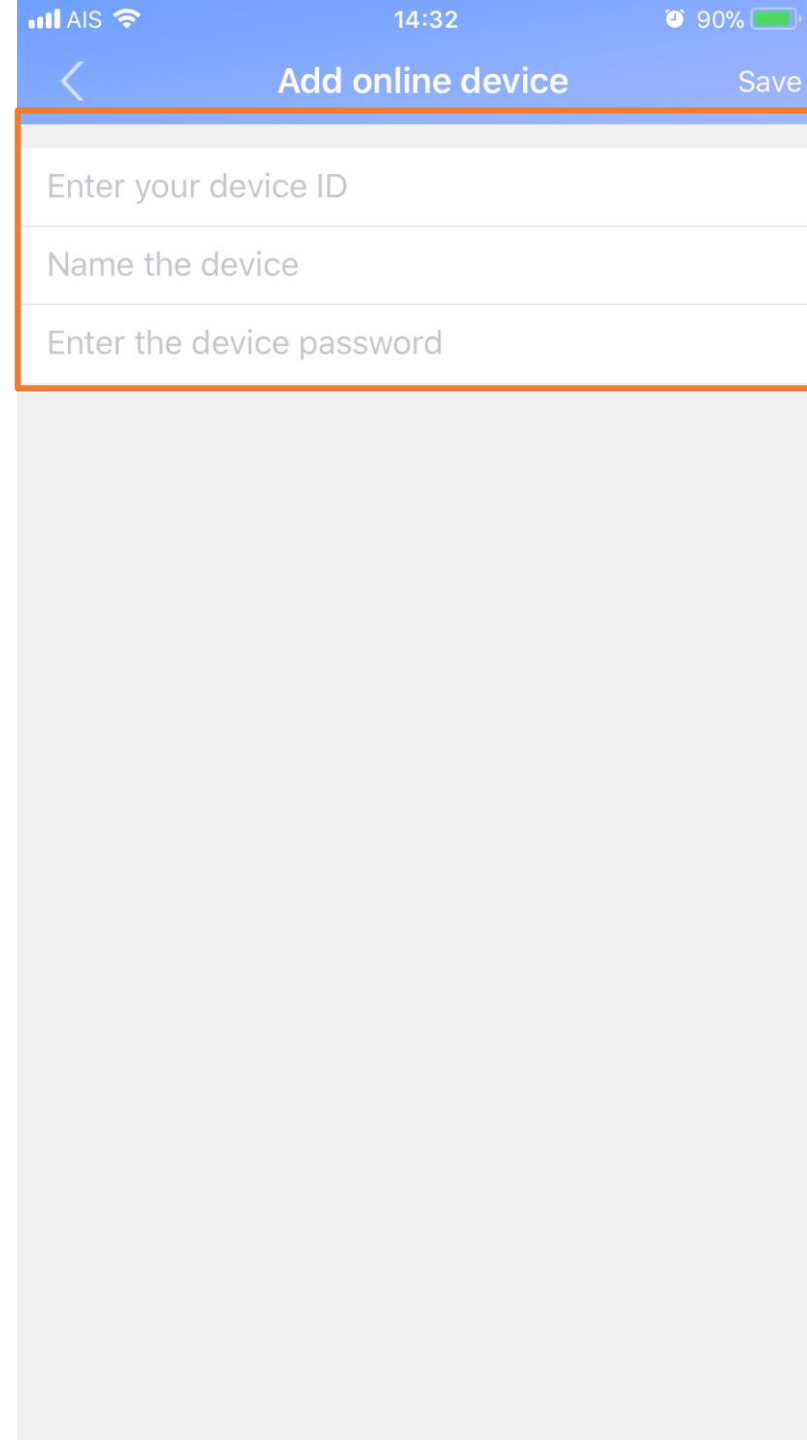 AIS 14:32 90%
Add online device Save
Enter your device ID
Name the device
Enter the device password